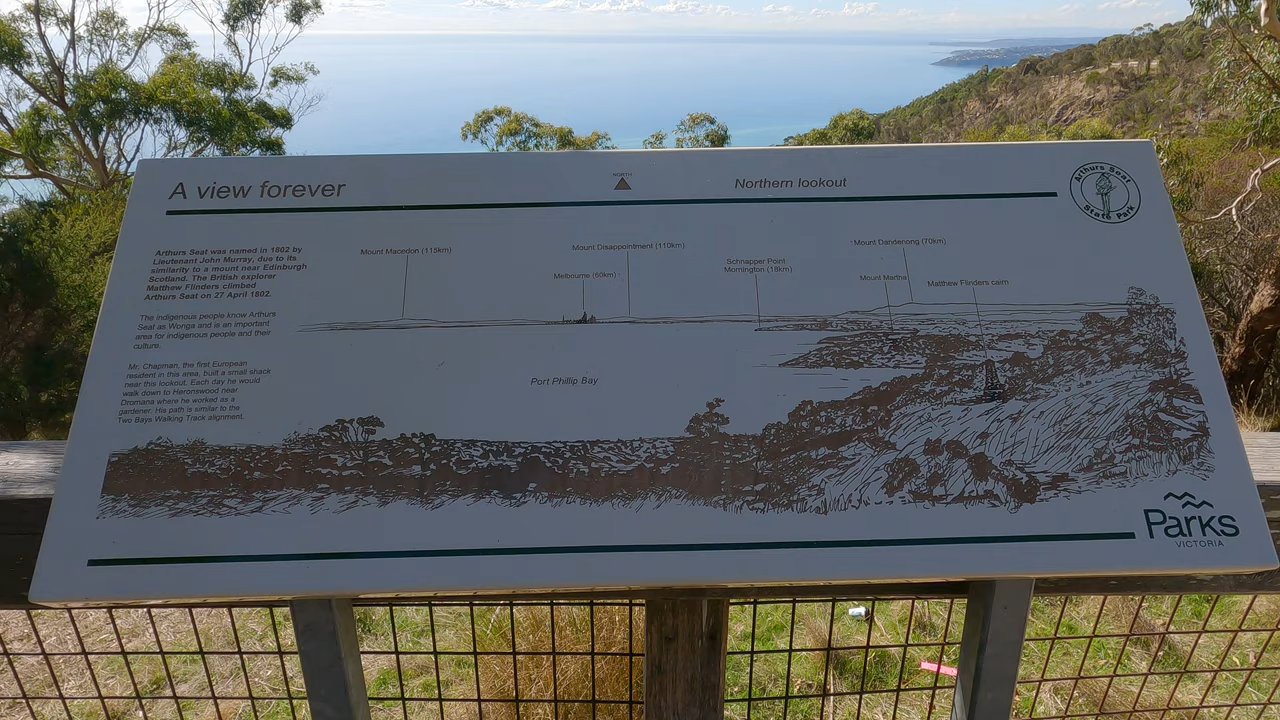 A view forever
NORTH
Northern lookout
Arthurs Seat
State Park
Arthurs Seat was named in 1802 by
Lieutenant John Murray, due to its
similarity to a mount near Edinburgh
Scotland. The British explorer
Matthew Flinders climbed
Arthurs Seat on 27 April 1802.
The indigenous people know Arthurs
Seat as Wonga and is an important
area for indigenous people and their
culture.
Mr. Chapman, the first European
resident in this area, built a small shack
near this lookout. Each day he would
walk down to Heronswood near
Dromana where he worked as a
gardener. His path is similar to the
Two Bays Walking Track alignment.
Mount Macedon (115km)
Mount Disappointment (110km)
Melbourne (60km)
Schnapper Point
Mornington (18km)
Mount Dandenong (70km)
Mount Martha
Matthew Flinders cairn
Port Phillip Bay
Parks
VICTORIA